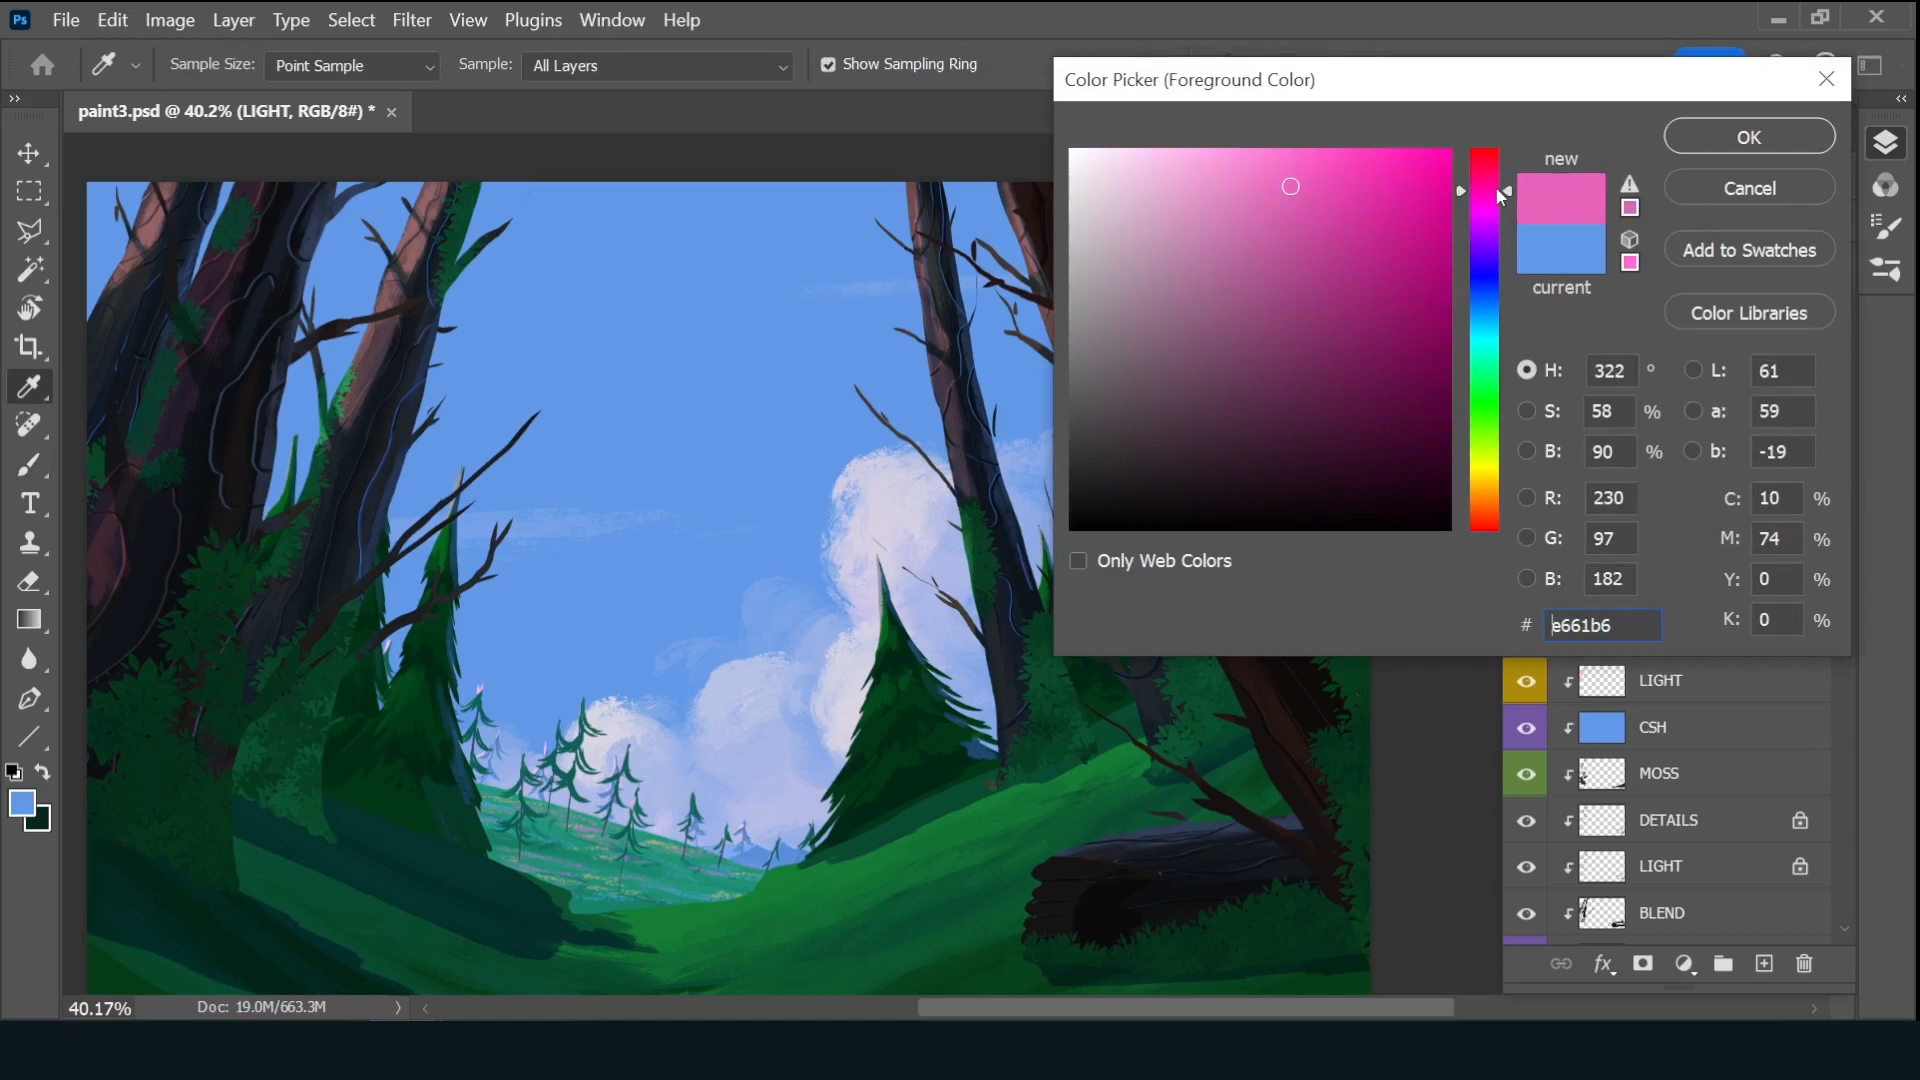 Ps File Edit Image Layer Type Select Filter View Plugins Window Help
Sample Size: Point Sample Sample: All Layers Show Sampling Ring
paint3.psd @ 40.2% (LIGHT, RGB/8#) *
Color Picker (Foreground Color)
new
current
OK
Cancel
Add to Swatches
Color Libraries
H: 322 ° L: 61
S: 58 % a: 59
B: 90 % b: -19
R: 230 C: 10 %
G: 97 M: 74 %
B: 182 Y: 0 %
# e661b6 K: 0 %
Only Web Colors
LIGHT
CSH
MOSS
DETAILS
LIGHT
BLEND
fx
40.17% Doc: 19.0M/663.3M